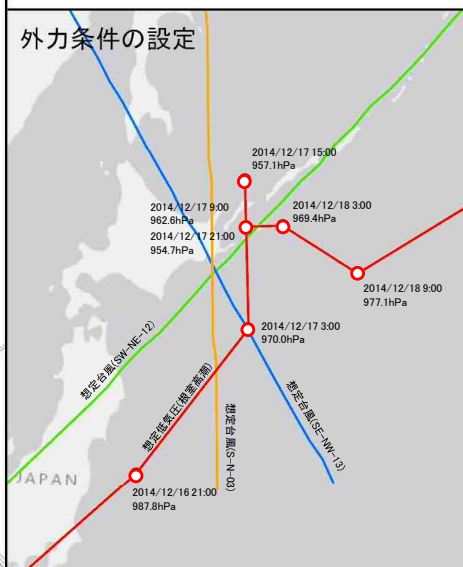 外力条件の設定
2014/12/17 15:00
957.1hPa
2014/12/17 9:00
962.6hPa
2014/12/17 21:00
954.7hPa
2014/12/18 3:00
969.4hPa
2014/12/18 9:00
977.1hPa
2014/12/17 3:00
970.0hPa
想定台風(SW-NE-12)
想定低気圧(根室高潮)
想定台風(S-N-03)
想定台風(SE-NW-13)
JAPAN
2014/12/16 21:00
987.8hPa